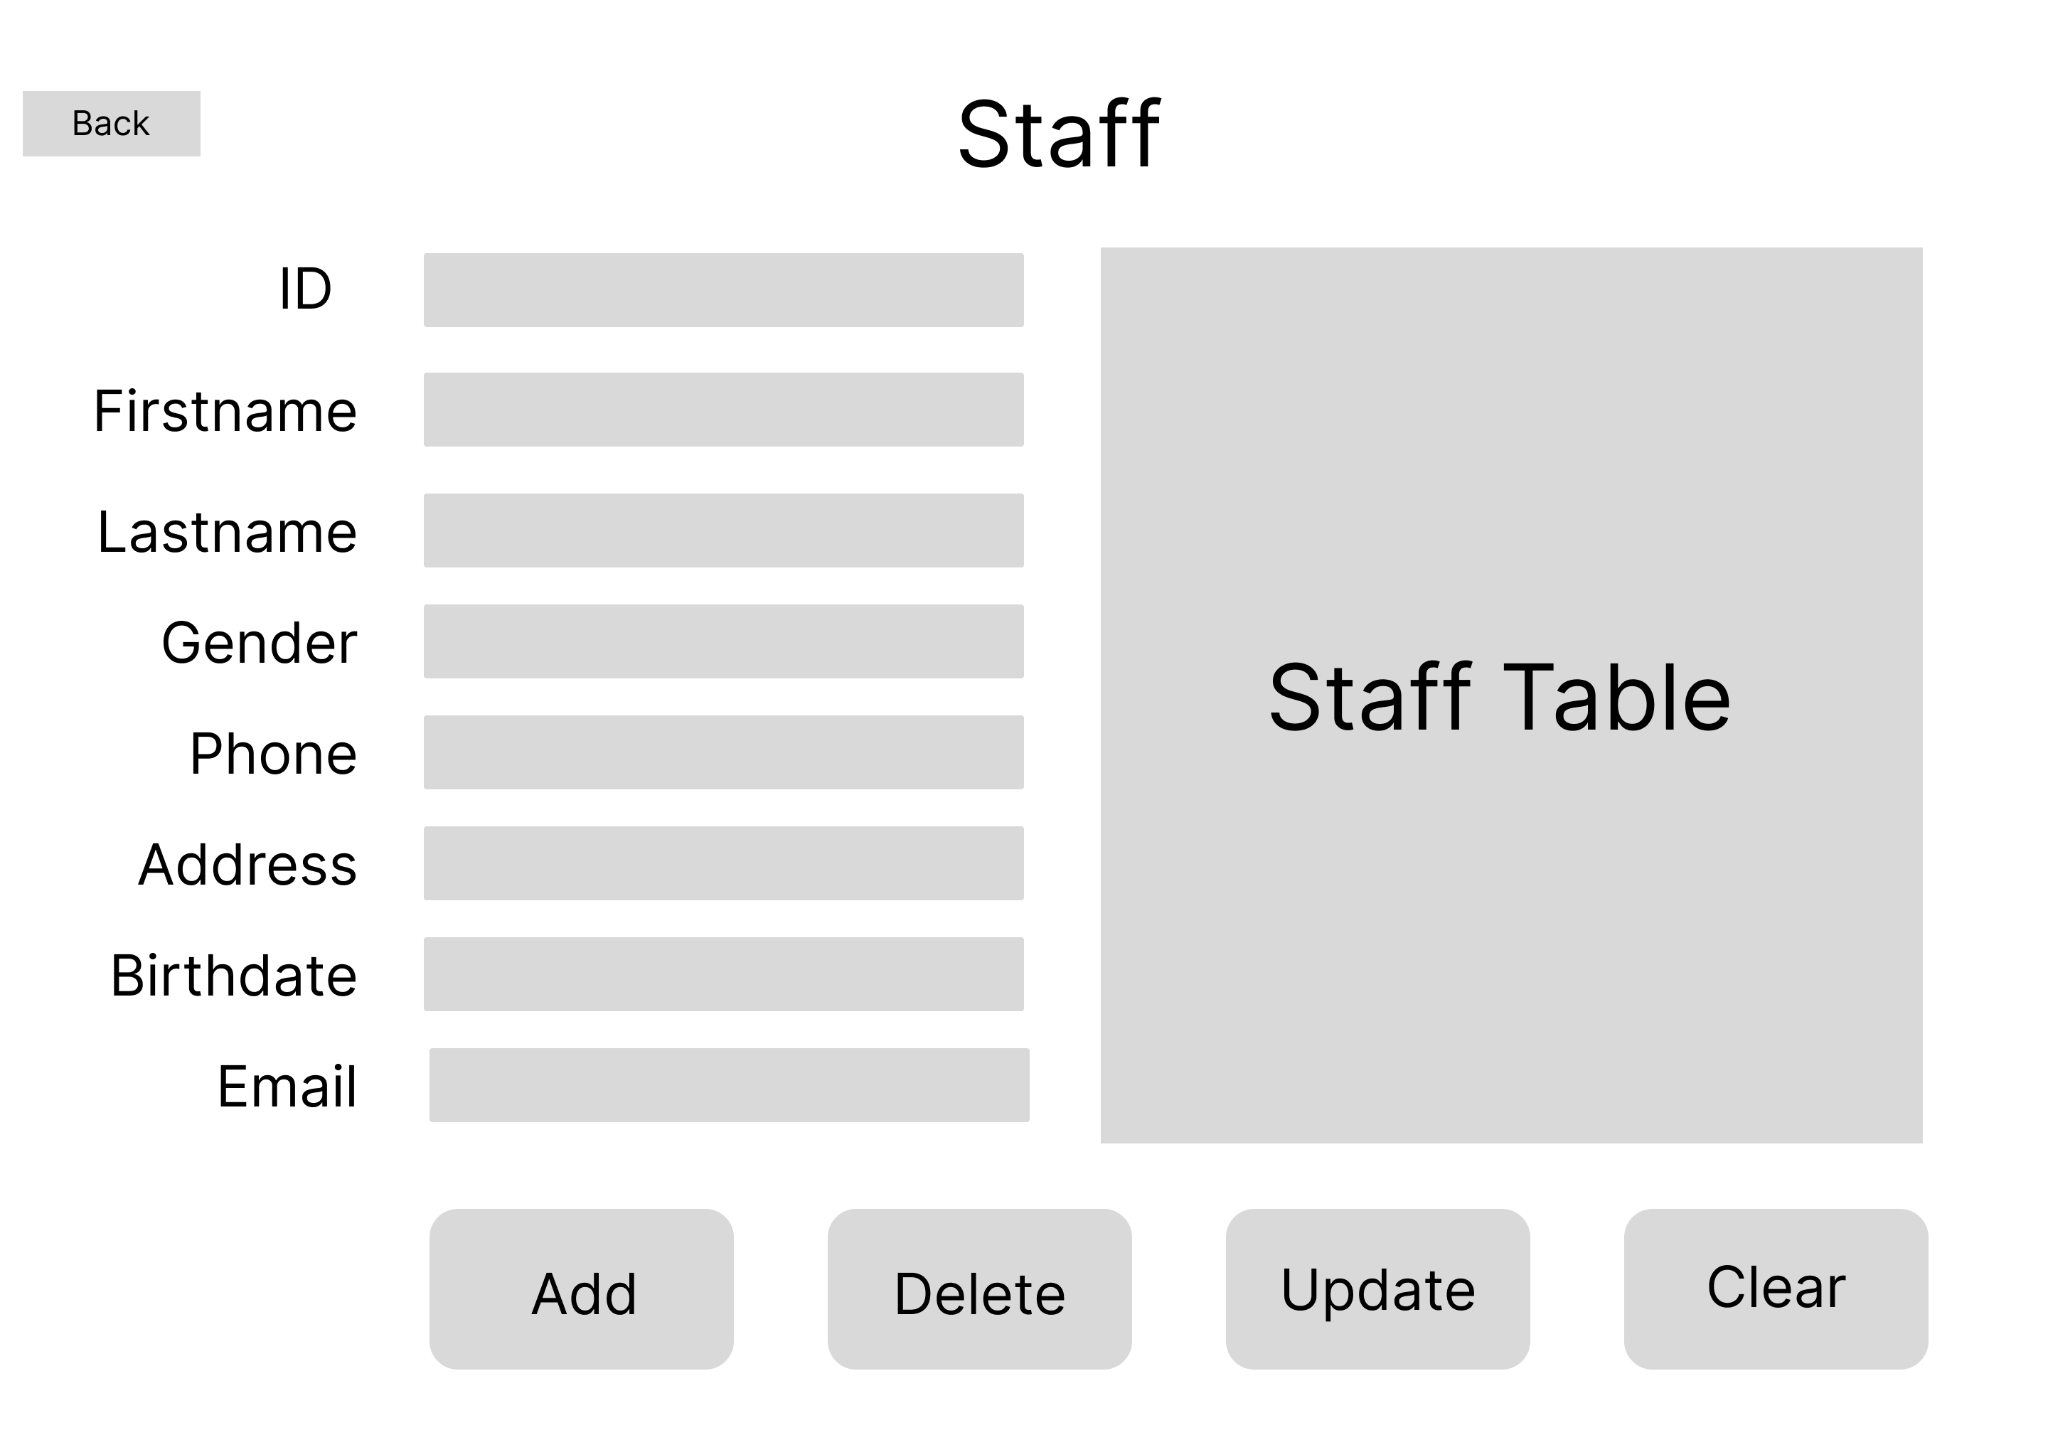 Back
Staff
ID
Firstname
Lastname
Gender
Phone
Address
Birthdate
Email
Staff Table
Add
Delete
Update
Clear